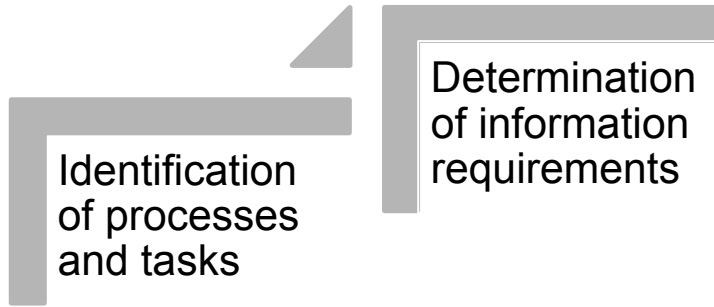 Identification
of processes
and tasks
Determination
of information
requirements